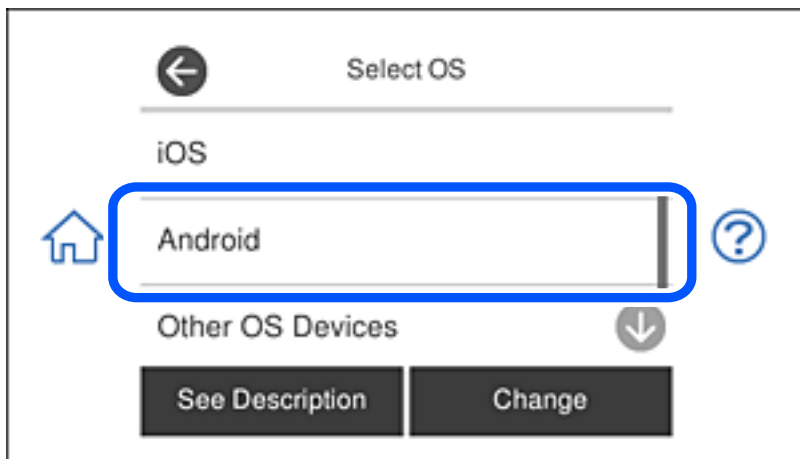 Select OS
iOS
Android
Other OS Devices
See Description
Change